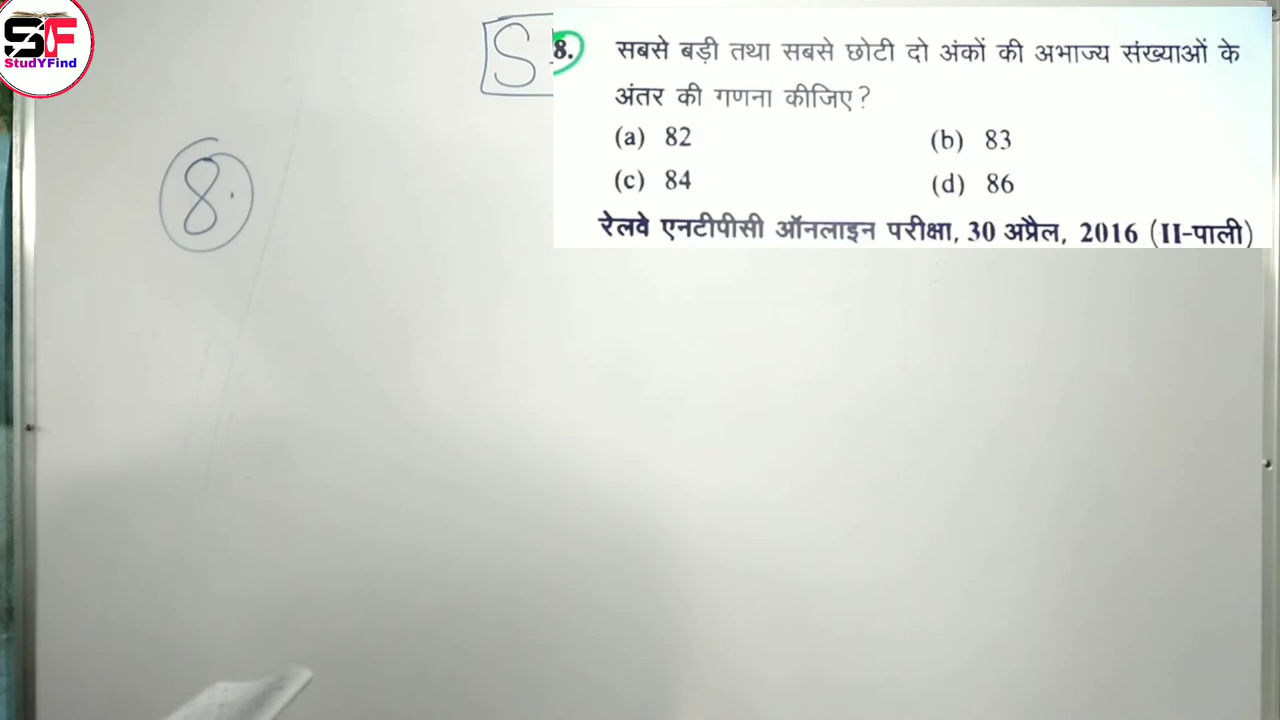 SF
StudYFind
S
8.
8. सबसे बड़ी तथा सबसे छोटी दो अंकों की अभाज्य संख्याओं के
अंतर की गणना कीजिए?
(a) 82 (b) 83
(c) 84 (d) 86
रेलवे एनटीपीसी ऑनलाइन परीक्षा, 30 अप्रैल, 2016 (II-पाली)